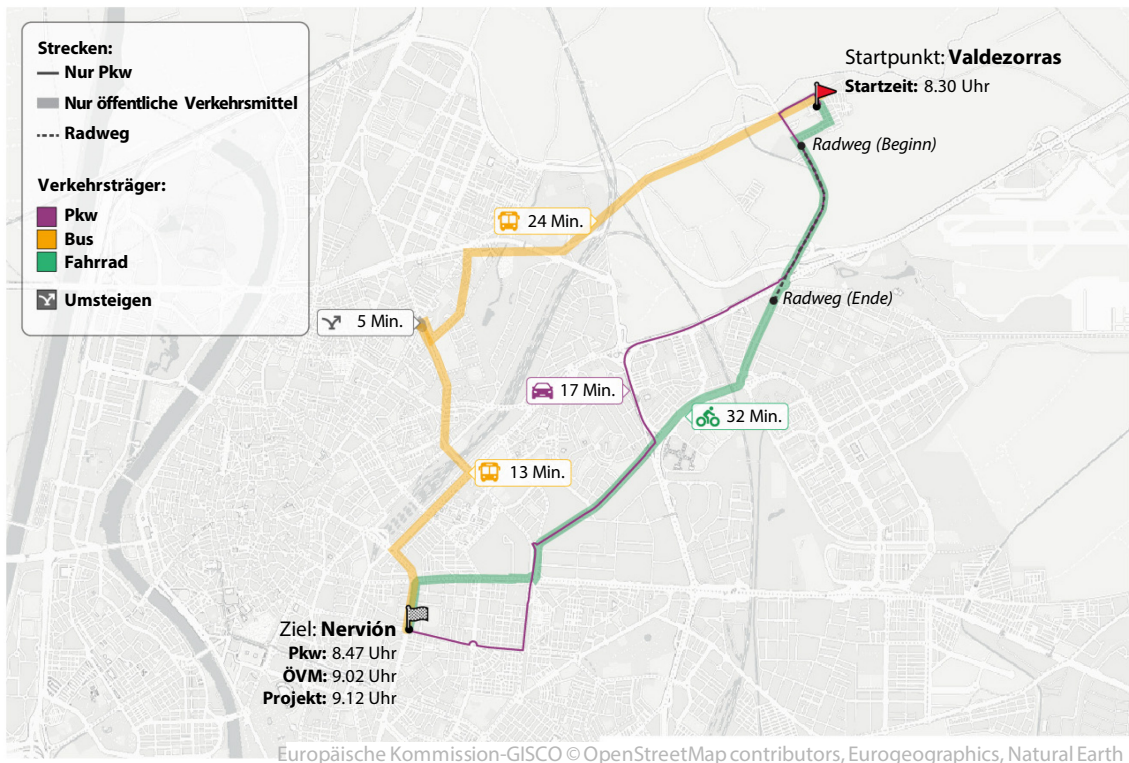 Strecken:
Nur Pkw
Nur öffentliche Verkehrsmittel
Radweg
Verkehrsträger:
Pkw
Bus
Fahrrad
Umsteigen
Startpunkt: Valdezorras
Startzeit: 8.30 Uhr
Radweg (Beginn)
24 Min.
Radweg (Ende)
5 Min.
17 Min.
32 Min.
13 Min.
Ziel: Nervión
Pkw: 8.47 Uhr
ÖVM: 9.02 Uhr
Projekt: 9.12 Uhr
Europäische Kommission-GISCO © OpenStreetMap contributors, Eurogeographics, Natural Earth